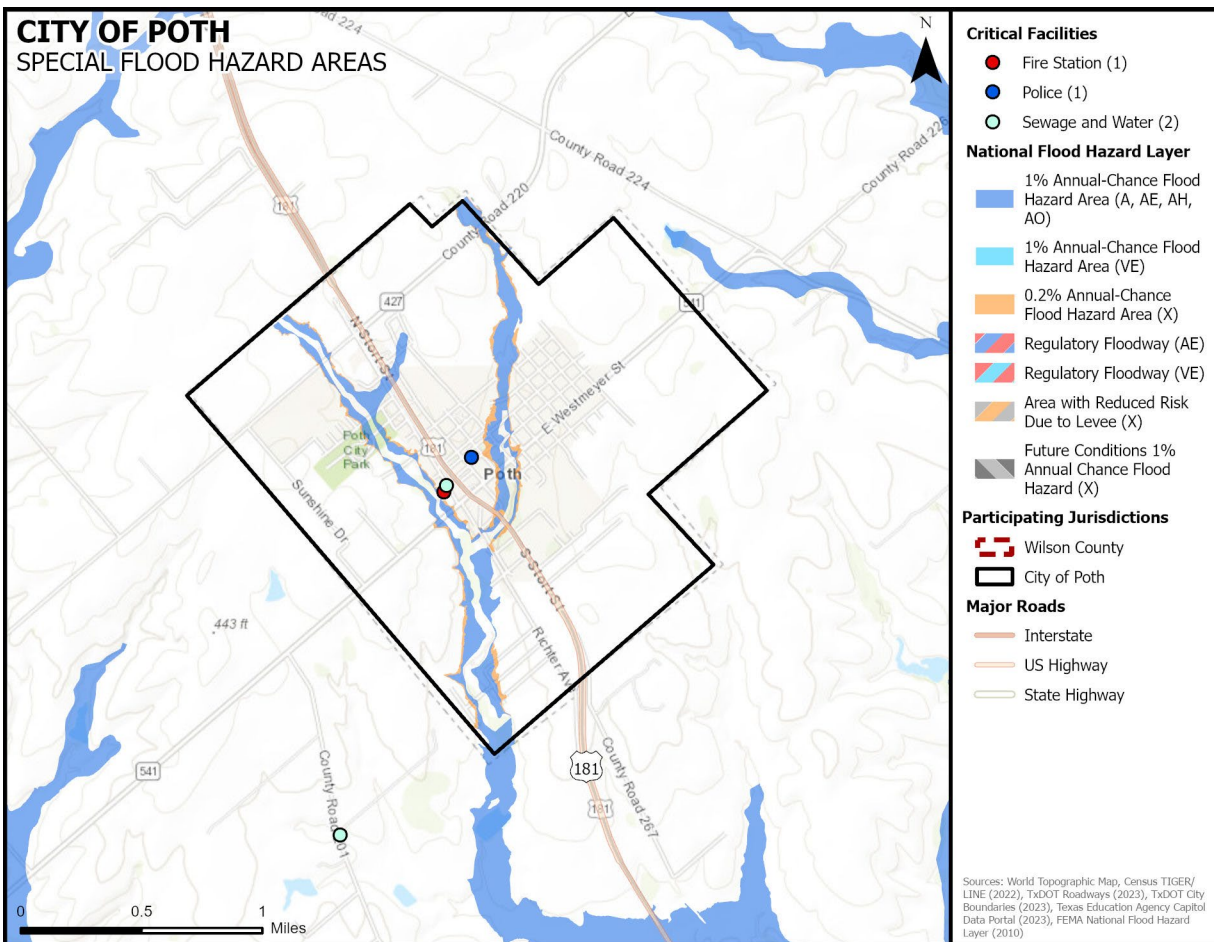 CITY OF POTH
SPECIAL FLOOD HAZARD AREAS
N
County Road 224
County Road 224
County Road 226
181
County Road 220
541
427
N Storts St
E Westmeyer St
Poth
City
Park
181
Poth
Sunshine Dr
S Storts St
443 ft
Richter Av
541
181
County Road 267
181
County Road 301
0
0.5
1
Miles
Critical Facilities
Fire Station (1)
Police (1)
Sewage and Water (2)
National Flood Hazard Layer
1% Annual-Chance Flood
Hazard Area (A, AE, AH,
AO)
1% Annual-Chance Flood
Hazard Area (VE)
0.2% Annual-Chance
Flood Hazard Area (X)
Regulatory Floodway (AE)
Regulatory Floodway (VE)
Area with Reduced Risk
Due to Levee (X)
Future Conditions 1%
Annual Chance Flood
Hazard (X)
Participating Jurisdictions
Wilson County
City of Poth
Major Roads
Interstate
US Highway
State Highway
Sources: World Topographic Map, Census TIGER/
LINE (2022), TxDOT Roadways (2023), TxDOT City
Boundaries (2023), Texas Education Agency Capitol
Data Portal (2023), FEMA National Flood Hazard
Layer (2010)